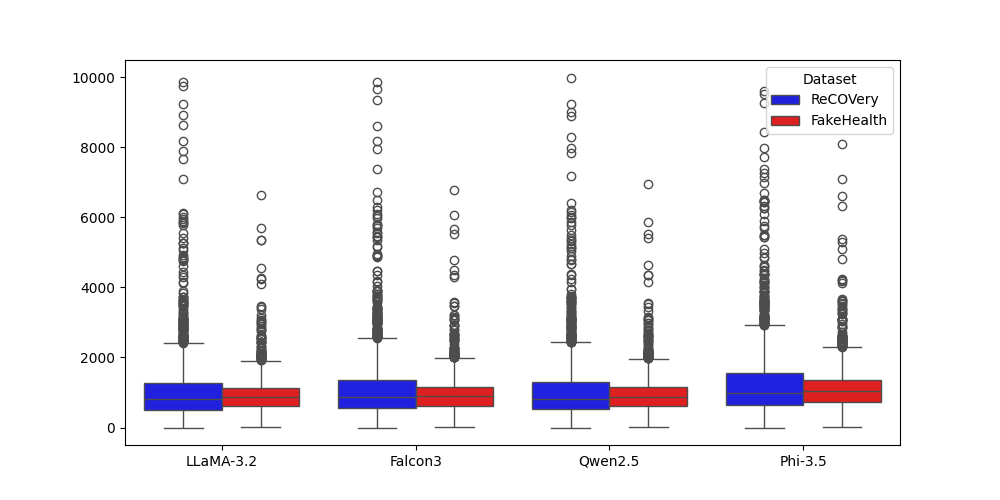 Dataset
ReCOVery
FakeHealth
10000
8000
6000
4000
2000
0
LLaMA-3.2
Falcon3
Qwen2.5
Phi-3.5